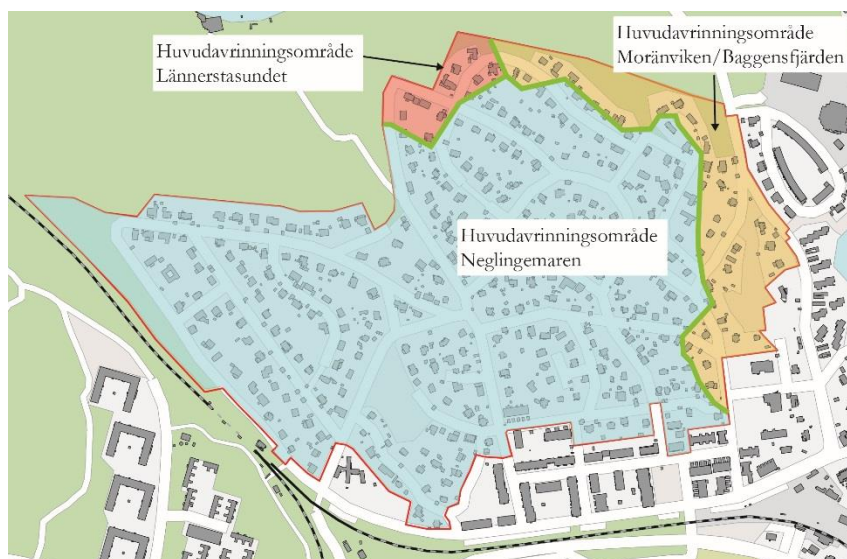 Huvudavrinningsområde
Lännerstasundet
Huvudavrinningsområde
Moränviken/Baggensfjärden
Huvudavrinningsområde
Neglingemaren